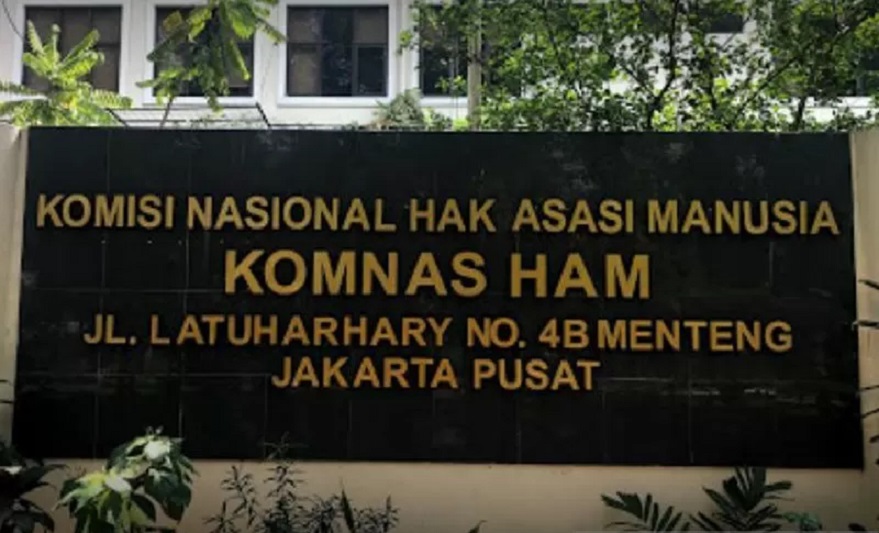 KOMISI NASIONAL HAK ASASI MANUSIA
KOMNAS HAM
JL. LATUHARHARY NO. 4B MENTENG
JAKARTA PUSAT